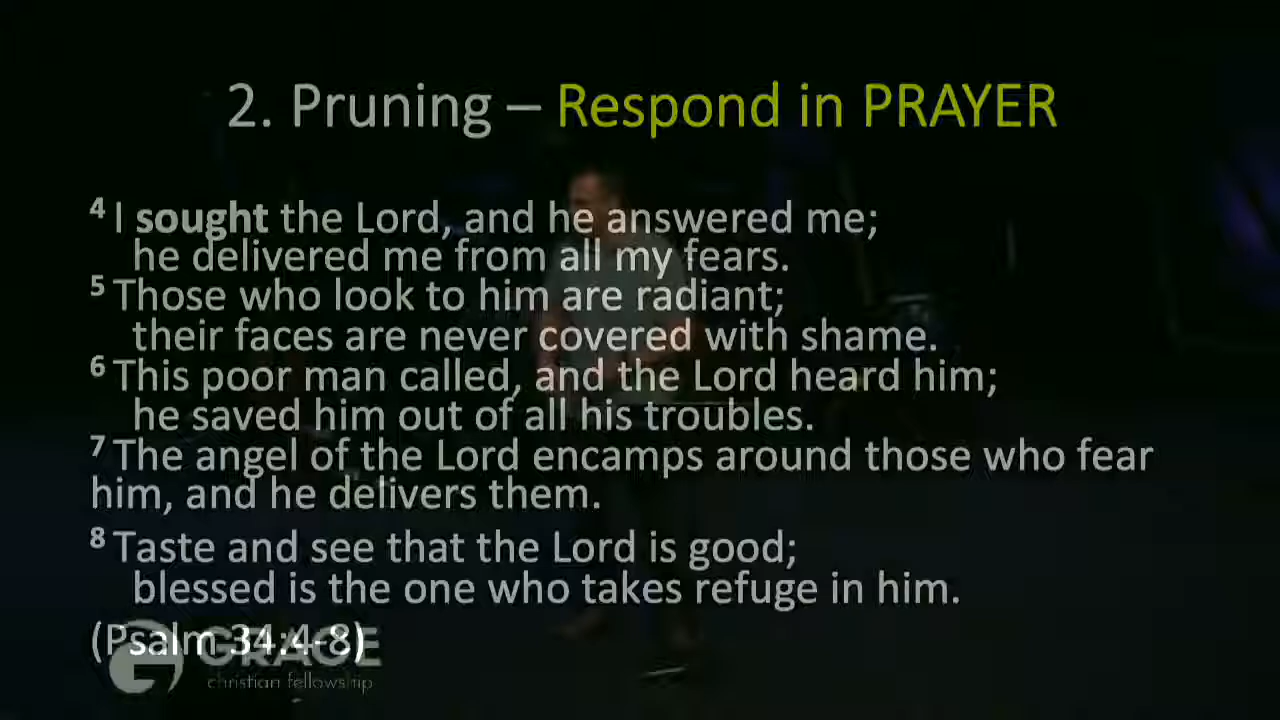 2. Pruning – Respond in PRAYER
⁴ I sought the Lord, and he answered me;
he delivered me from all my fears.
⁵ Those who look to him are radiant;
their faces are never covered with shame.
⁶ This poor man called, and the Lord heard him;
he saved him out of all his troubles.
⁷ The angel of the Lord encamps around those who fear
him, and he delivers them.
⁸ Taste and see that the Lord is good;
blessed is the one who takes refuge in him.
(Psalm 34:4-8)
GRACE
christian fellowship